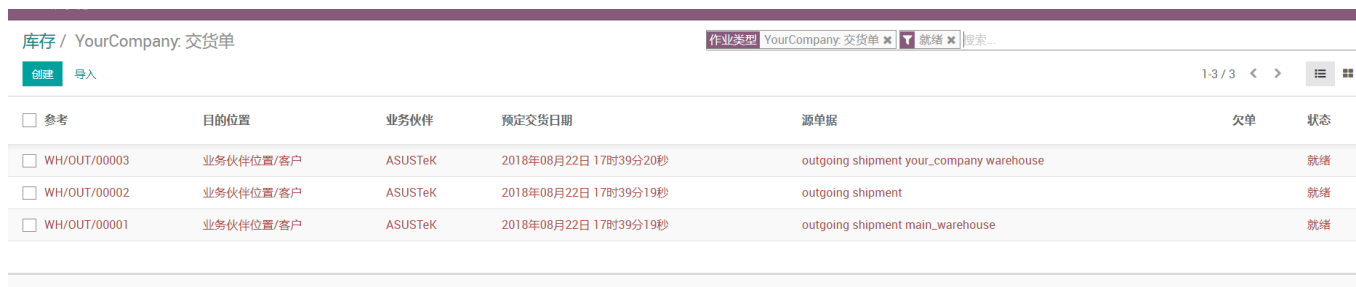 库存 / YourCompany: 交货单
作业类型 YourCompany: 交货单 × 就绪 × 搜索...
创建 导入
1-3 / 3
参考 目的位置 业务伙伴 预定交货日期 源单据 欠单 状态
WH/OUT/00003 业务伙伴位置/客户 ASUSTeK 2018年08月22日 17时39分20秒 outgoing shipment your_company warehouse 就绪
WH/OUT/00002 业务伙伴位置/客户 ASUSTeK 2018年08月22日 17时39分19秒 outgoing shipment 就绪
WH/OUT/00001 业务伙伴位置/客户 ASUSTeK 2018年08月22日 17时39分19秒 outgoing shipment main_warehouse 就绪